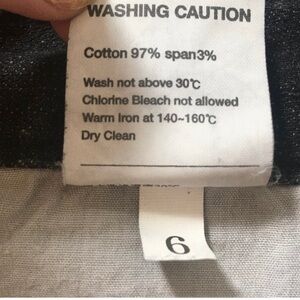 WASHING CAUTION
Cotton 97% span3%
Wash not above 30℃
Chlorine Bleach not allowed
Warm Iron at 140~160℃
Dry Clean
6